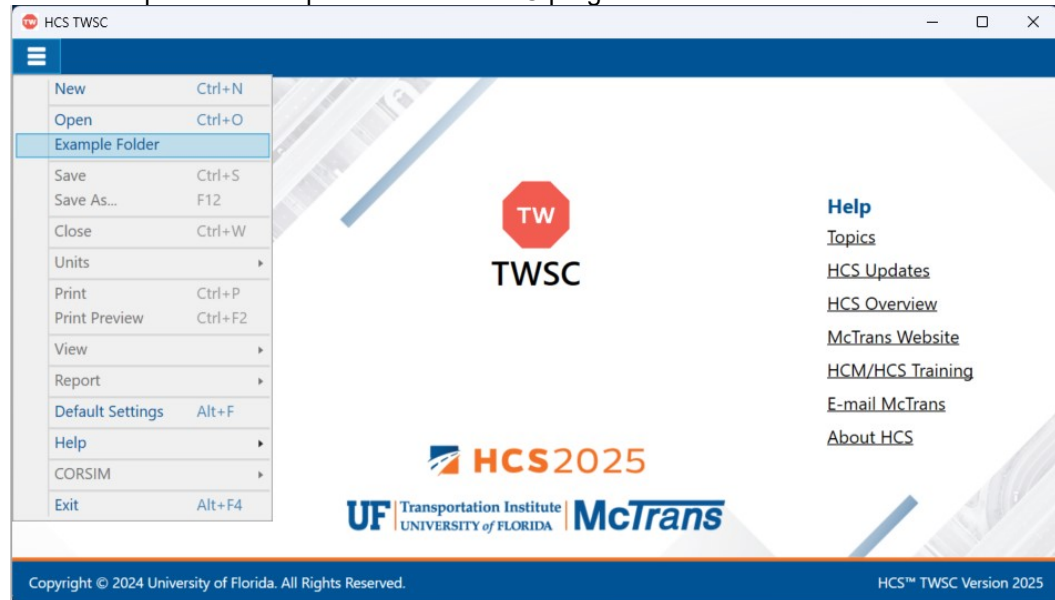 HCS TWSC
New Ctrl+N
Open Ctrl+O
Example Folder
Save Ctrl+S
Save As... F12
Close Ctrl+W
Units
Print Ctrl+P
Print Preview Ctrl+F2
View
Report
Default Settings Alt+F
Help
CORSIM
Exit Alt+F4
TW
TWSC
Help
Topics
HCS Updates
HCS Overview
McTrans Website
HCM/HCS Training
E-mail McTrans
About HCS
HCS2025
UF Transportation Institute McTrans
UNIVERSITY of FLORIDA
Copyright © 2024 University of Florida. All Rights Reserved. HCS™ TWSC Version 2025